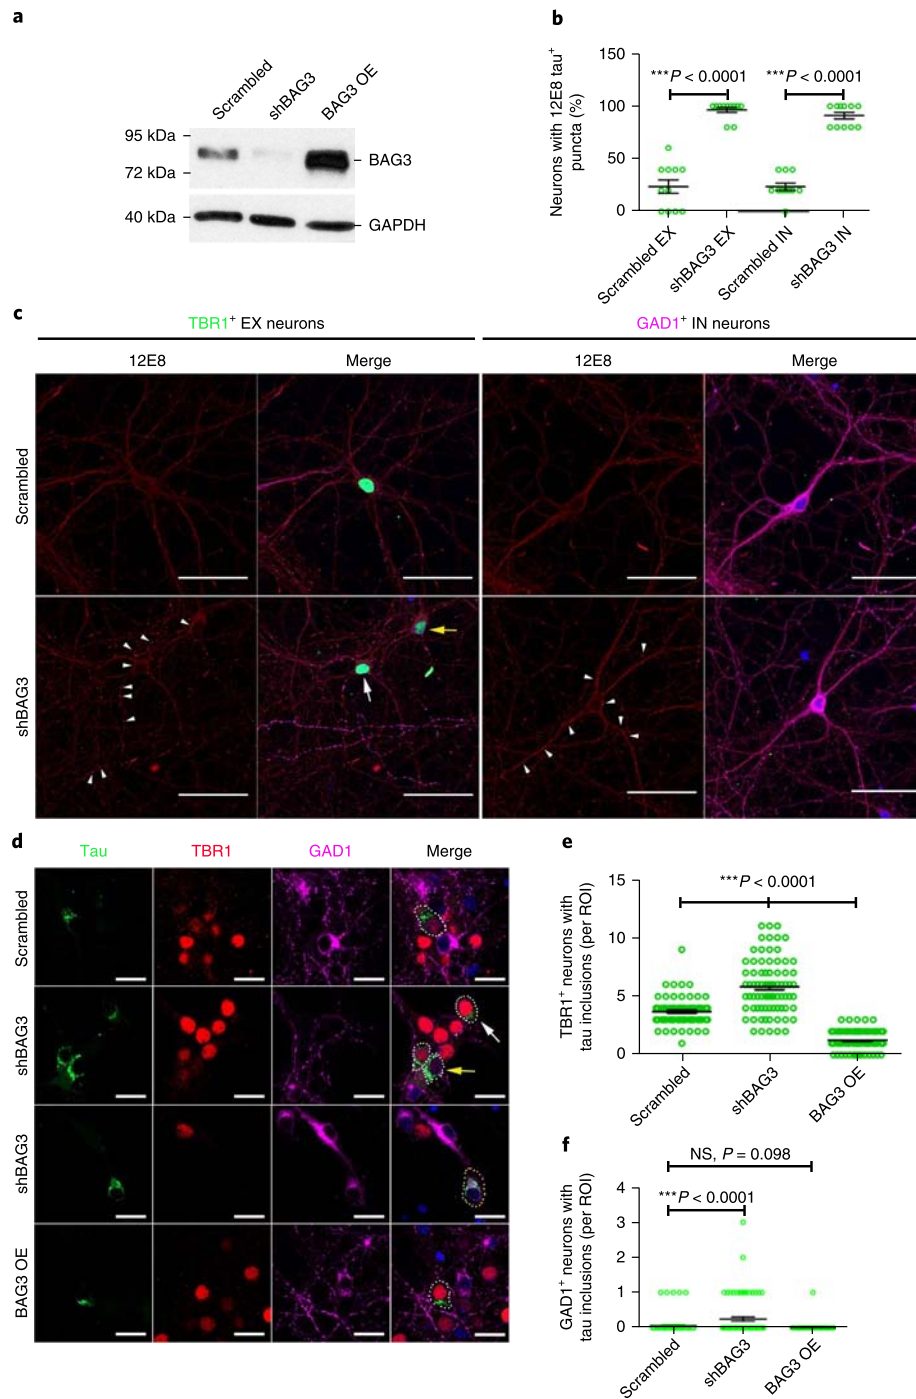 a
Scrambled
shBAG3
BAG3 OE
95 kDa
72 kDa
40 kDa
BAG3
GAPDH
b
Neurons with 12E8 tau+
puncta (%)
150
100
50
0
***P < 0.0001
***P < 0.0001
Scrambled EX
shBAG3 EX
Scrambled IN
shBAG3 IN
c
TBR1+ EX neurons
GAD1+ IN neurons
12E8
Merge
12E8
Merge
Scrambled
shBAG3
d
Tau
TBR1
GAD1
Merge
Scrambled
shBAG3
shBAG3
BAG3 OE
e
TBR1+ neurons with
tau inclusions (per ROI)
15
10
5
0
***P < 0.0001
Scrambled
shBAG3
BAG3 OE
f
GAD1+ neurons with
tau inclusions (per ROI)
4
3
2
1
0
NS, P = 0.098
***P < 0.0001
Scrambled
shBAG3
BAG3 OE